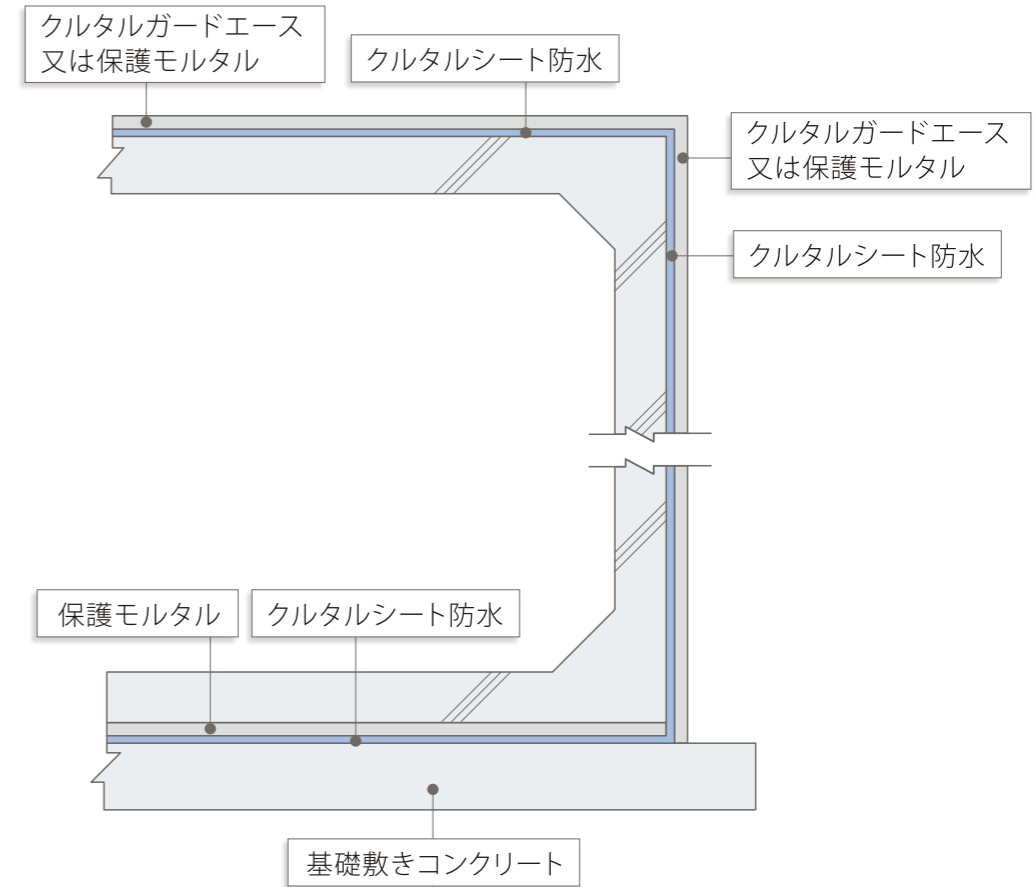 クルタルガードエース
又は保護モルタル
クルタルシート防水
クルタルガードエース
又は保護モルタル
クルタルシート防水
保護モルタル
クルタルシート防水
基礎敷きコンクリート